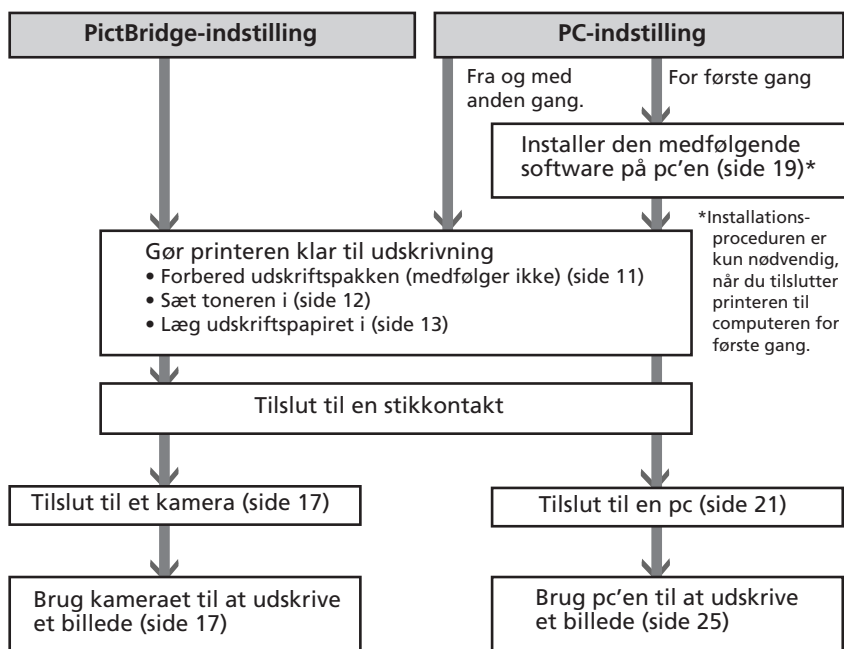 PictBridge-indstilling
PC-indstilling
Fra og med
anden gang.
For første gang
Installer den medfølgende
software på pc’en (side 19)*
*Installations-
proceduren er
kun nødvendig,
når du tilslutter
printeren til
computeren for
første gang.
Gør printeren klar til udskrivning
• Forbered udskriftspakken (medfølger ikke) (side 11)
• Sæt toneren i (side 12)
• Læg udskriftspapiret i (side 13)
Tilslut til en stikkontakt
Tilslut til et kamera (side 17)
Tilslut til en pc (side 21)
Brug kameraet til at udskrive
et billede (side 17)
Brug pc’en til at udskrive
et billede (side 25)